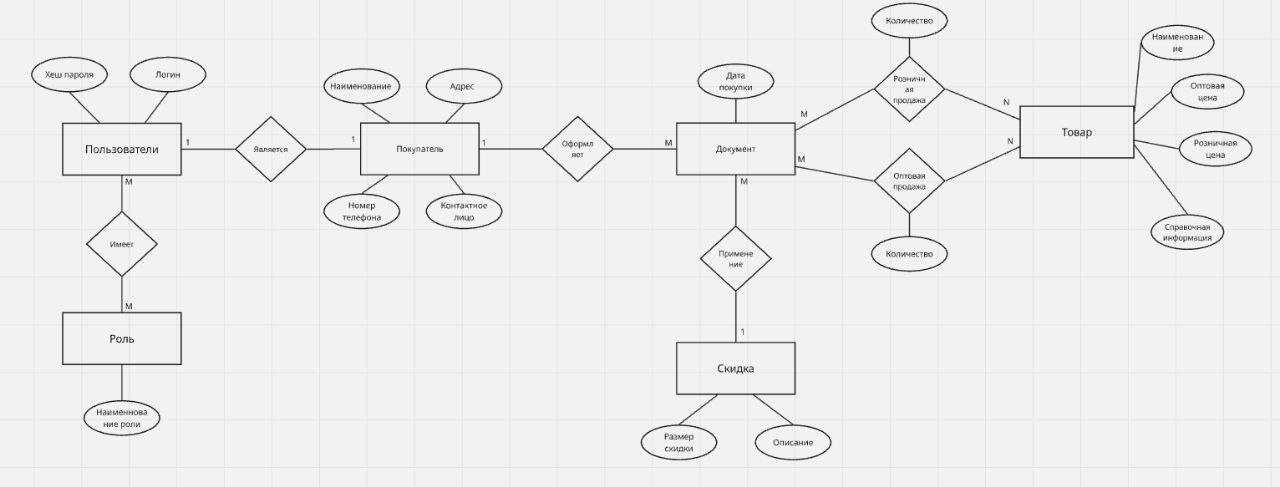 Количество
Наименован
ие
Хеш пароля
Логин
Наименование
Адрес
Дата
покупки
Розничн
ая
продажа
Оптовая
цена
1
Является
1
Пользователи
Покупатель
1
Оформл
яет
M
Документ
M
N
Товар
N
M
Розничная
цена
M
M
Оптовая
продажа
Номер
телефона
Контактное
лицо
Справочная
информация
Имеет
Примене
ние
Количество
M
1
Роль
Скидка
Наименнова
ние роли
Размер
скидки
Описание